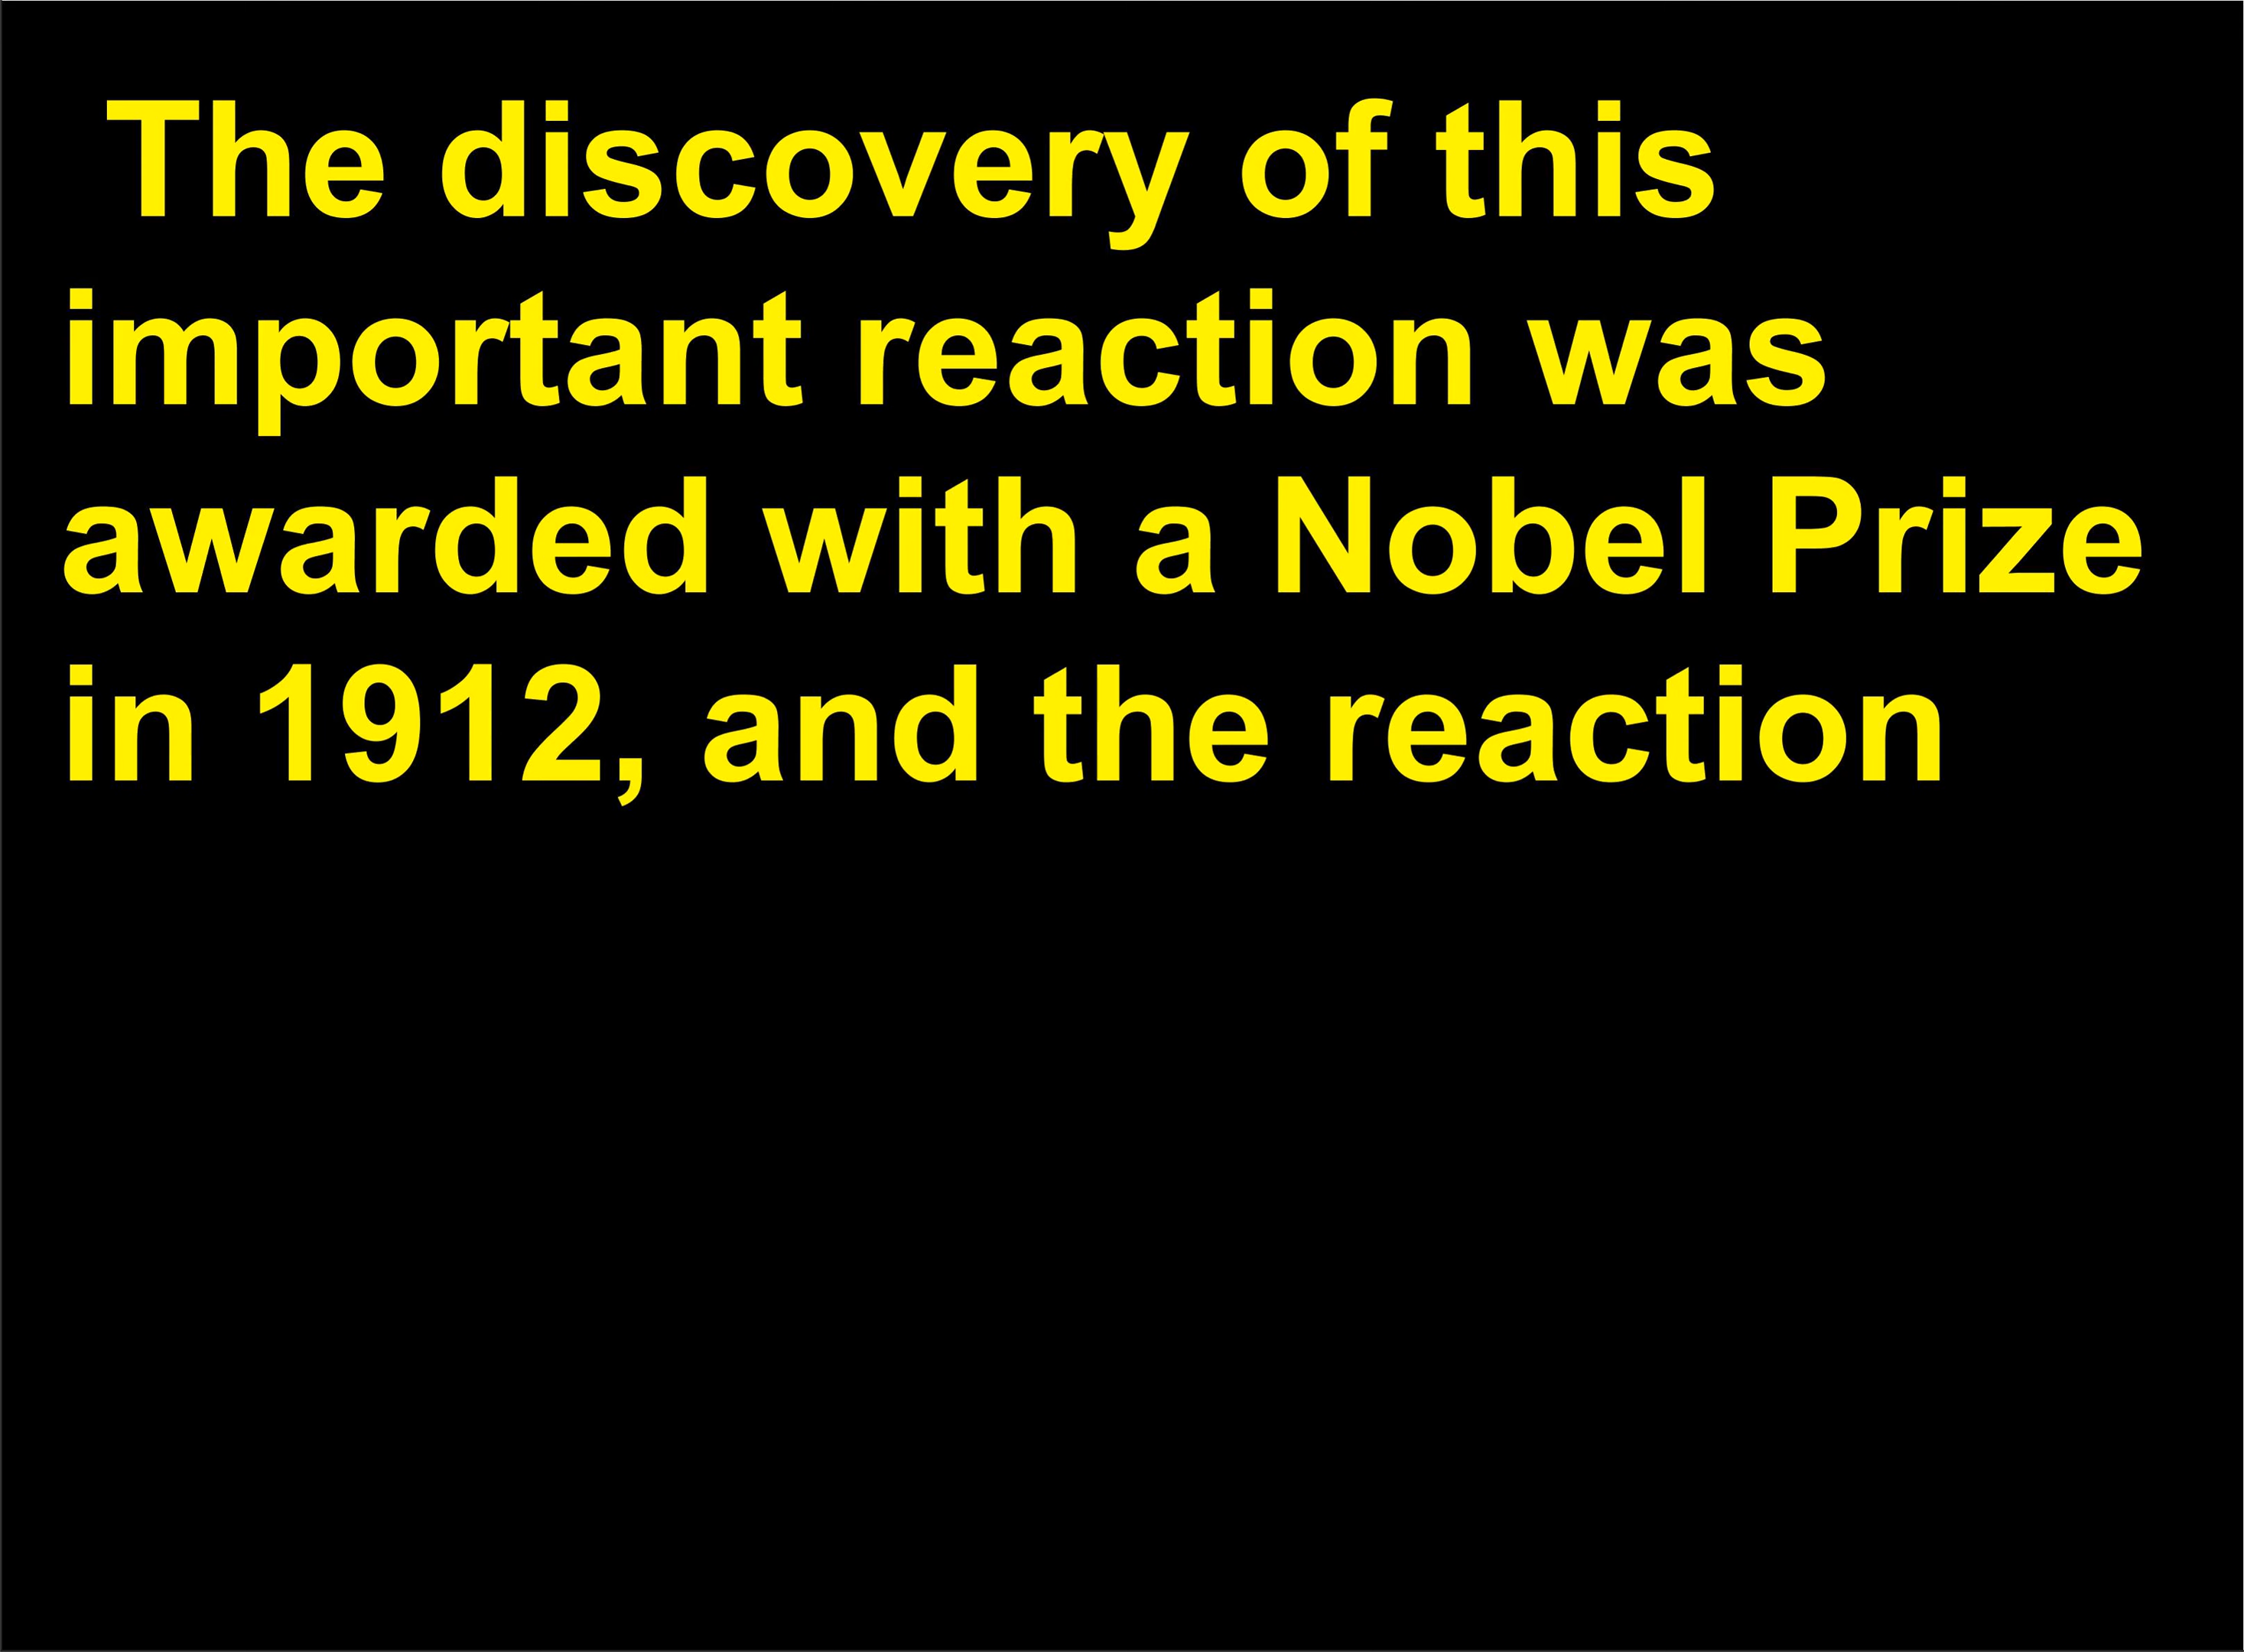 The discovery of this
important reaction was
awarded with a Nobel Prize
in 1912, and the reaction